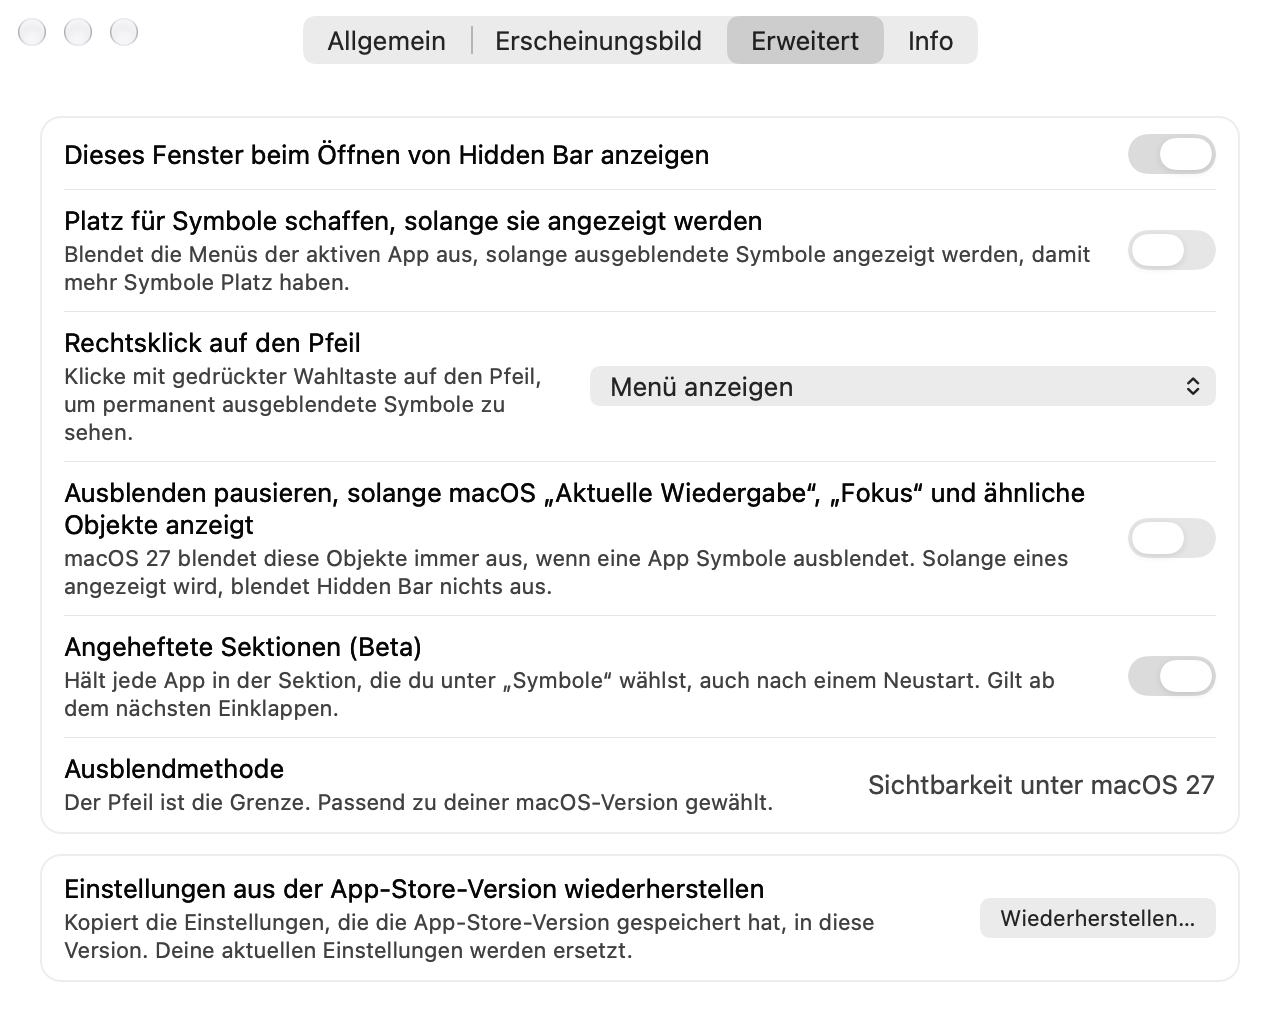 Allgemein
Erscheinungsbild
Erweitert
Info
Dieses Fenster beim Öffnen von Hidden Bar anzeigen
Platz für Symbole schaffen, solange sie angezeigt werden
Blendet die Menüs der aktiven App aus, solange ausgeblendete Symbole angezeigt werden, damit
mehr Symbole Platz haben.
Rechtsklick auf den Pfeil
Klicke mit gedrückter Wahltaste auf den Pfeil,
um permanent ausgeblendete Symbole zu
sehen.
Menü anzeigen
Ausblenden pausieren, solange macOS „Aktuelle Wiedergabe“, „Fokus“ und ähnliche
Objekte anzeigt
macOS 27 blendet diese Objekte immer aus, wenn eine App Symbole ausblendet. Solange eines
angezeigt wird, blendet Hidden Bar nichts aus.
Angeheftete Sektionen (Beta)
Hält jede App in der Sektion, die du unter „Symbole“ wählst, auch nach einem Neustart. Gilt ab
dem nächsten Einklappen.
Ausblendmethode
Der Pfeil ist die Grenze. Passend zu deiner macOS-Version gewählt.
Sichtbarkeit unter macOS 27
Einstellungen aus der App-Store-Version wiederherstellen
Kopiert die Einstellungen, die die App-Store-Version gespeichert hat, in diese
Version. Deine aktuellen Einstellungen werden ersetzt.
Wiederherstellen...